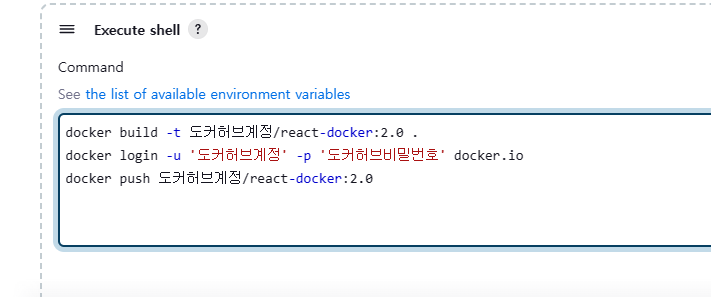 Execute shell ?
Command
See the list of available environment variables
docker build -t 도커허브계정/react-docker:2.0 .
docker login -u '도커허브계정' -p '도커허브비밀번호' docker.io
docker push 도커허브계정/react-docker:2.0